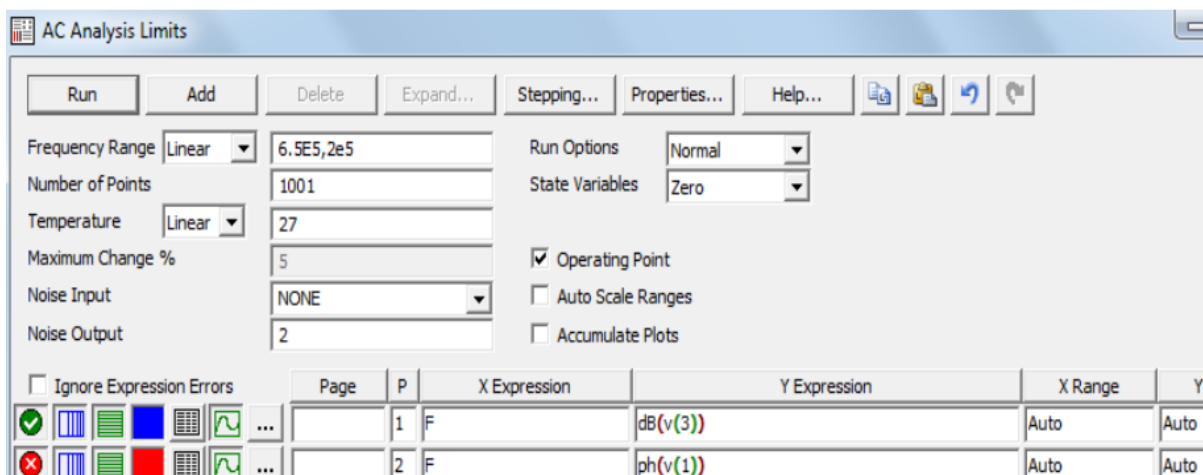 AC Analysis Limits
Run Add Delete Expand... Stepping... Properties... Help...
Frequency Range Linear 6.5E5,2e5 Run Options Normal
Number of Points 1001 State Variables Zero
Temperature Linear 27
Maximum Change % 5 Operating Point
Noise Input NONE Auto Scale Ranges
Noise Output 2 Accumulate Plots
Ignore Expression Errors Page P X Expression Y Expression X Range Y
... 1 F dB(v(3)) Auto Auto
... 2 F ph(v(1)) Auto Auto